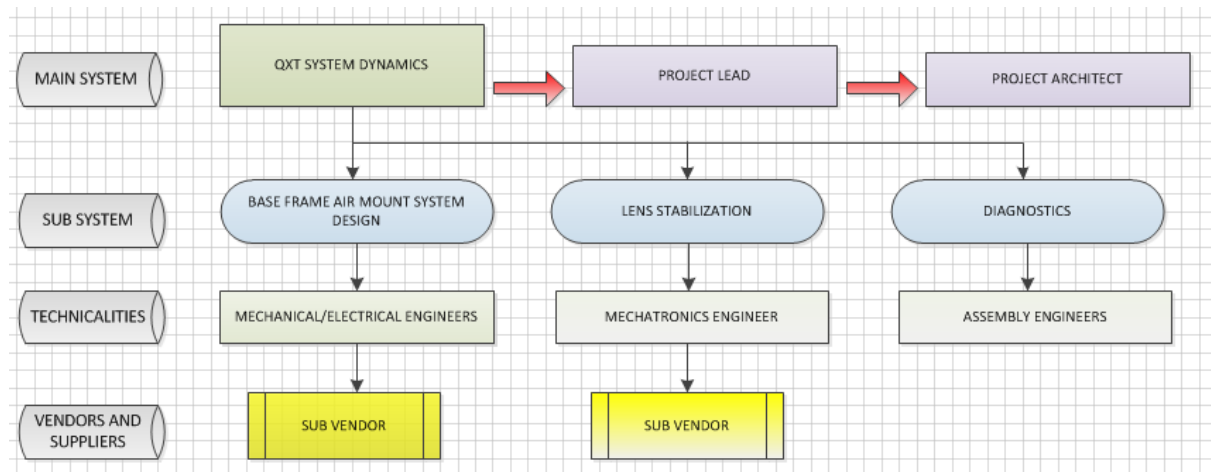 MAIN SYSTEM
QXT SYSTEM DYNAMICS
PROJECT LEAD
PROJECT ARCHITECT
SUB SYSTEM
BASE FRAME AIR MOUNT SYSTEM
DESIGN
LENS STABILIZATION
DIAGNOSTICS
TECHNICALITIES
MECHANICAL/ELECTRICAL ENGINEERS
MECHATRONICS ENGINEER
ASSEMBLY ENGINEERS
VENDORS AND
SUPPLIERS
SUB VENDOR
SUB VENDOR